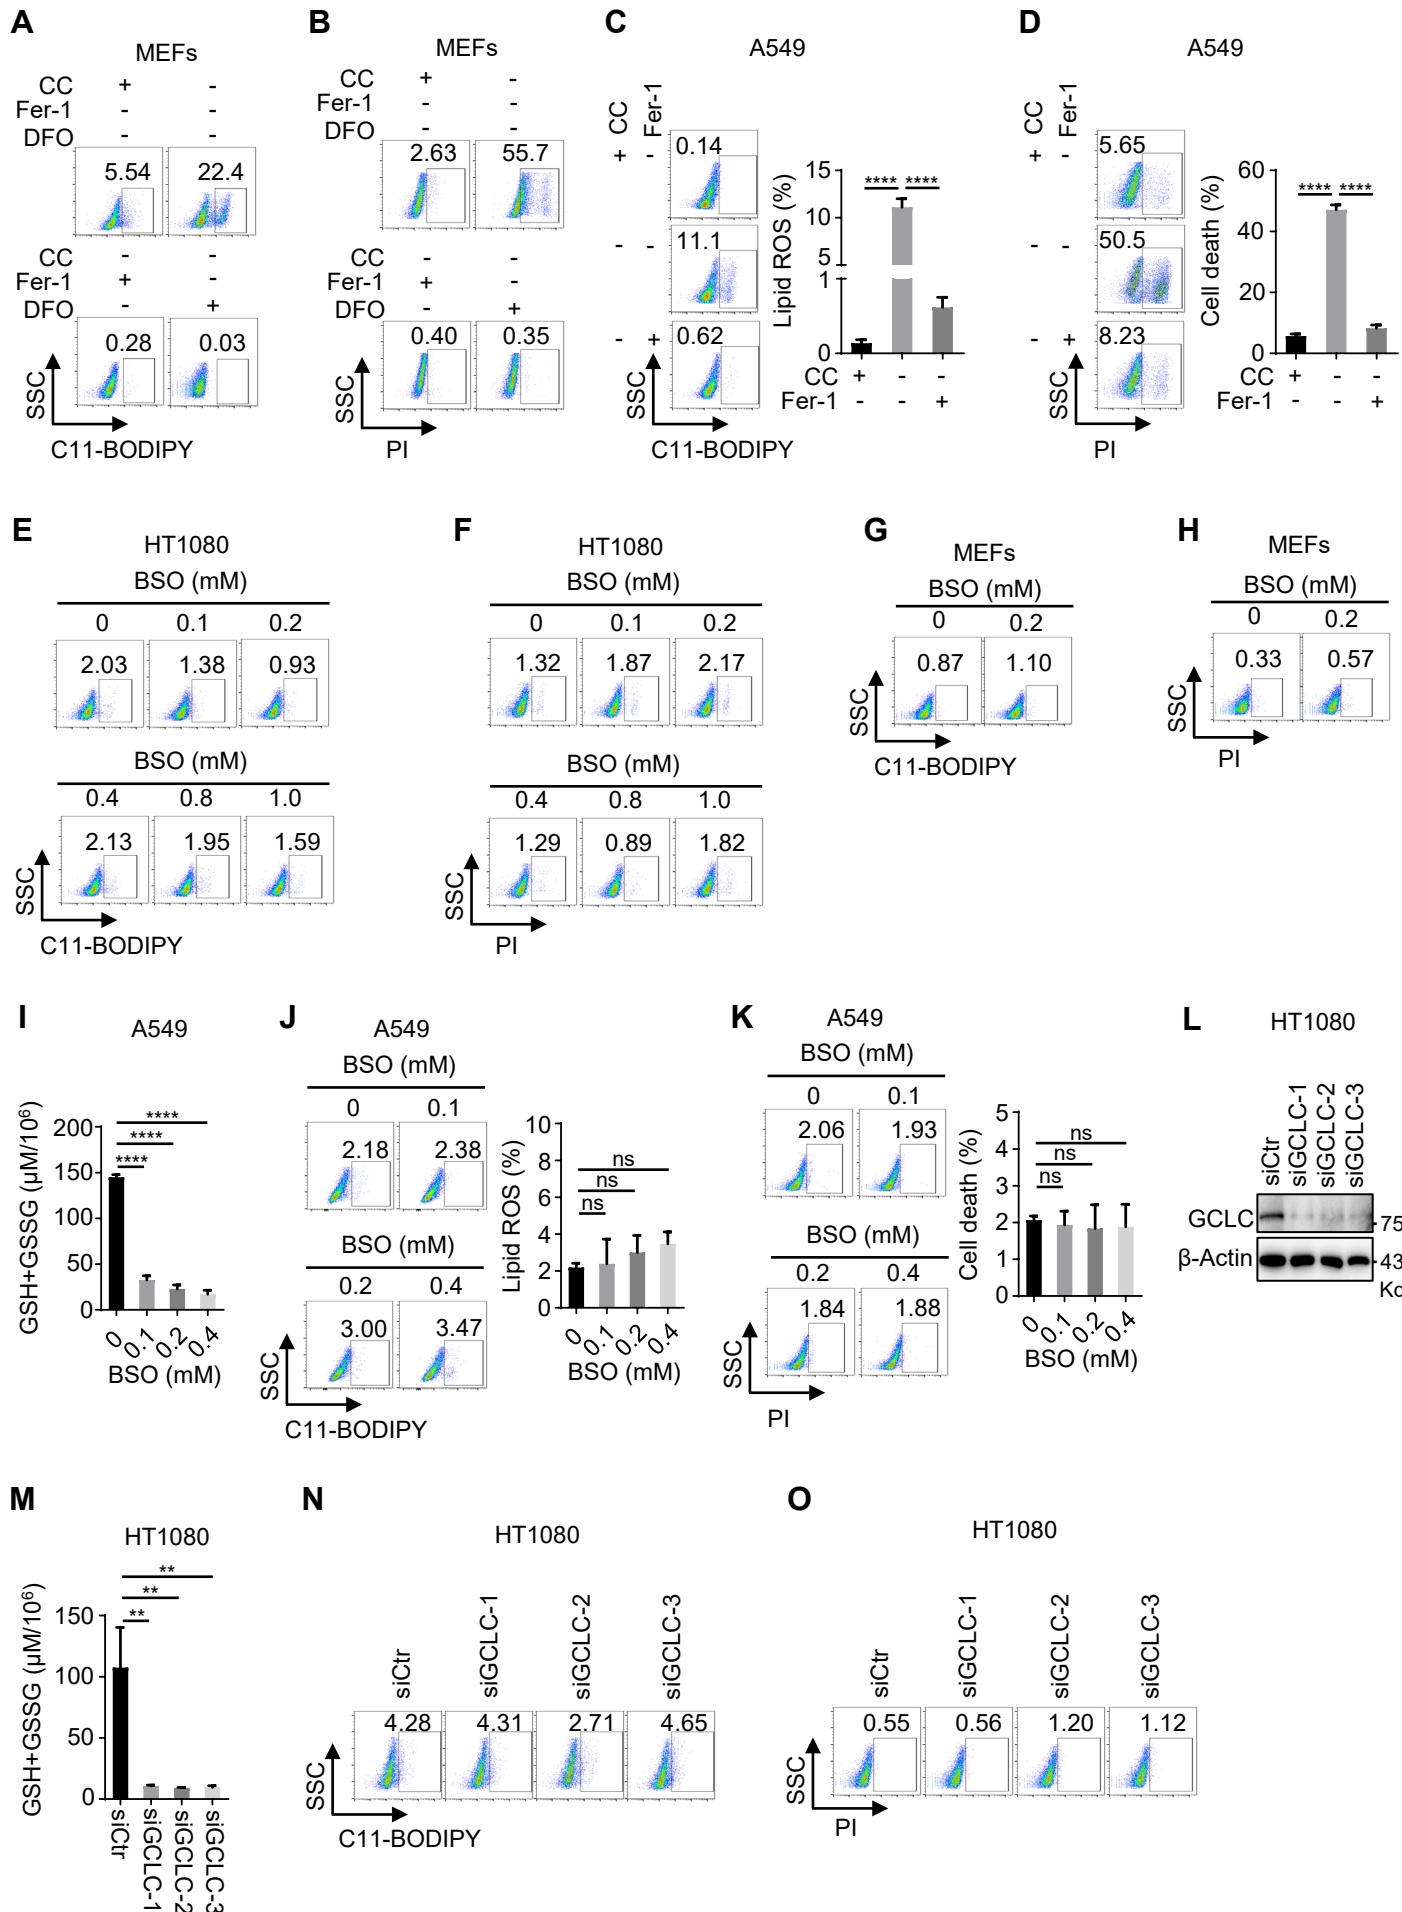 A
MEFs
CC + -
Fer-1 - -
DFO - -
5.54 22.4
CC - -
Fer-1 + -
DFO - +
0.28 0.03
SSC
C11-BODIPY
B
MEFs
CC + -
Fer-1 - -
DFO - -
2.63 55.7
CC - -
Fer-1 + -
DFO - +
0.40 0.35
SSC
PI
C
A549
CC Fer-1
+ - 0.14
- - 11.1
- + 0.62
SSC
C11-BODIPY
Lipid ROS (%)
15
10
5
1
0
**** ****
CC + - -
Fer-1 - - +
D
A549
CC Fer-1
+ - 5.65
- - 50.5
- + 8.23
SSC
PI
Cell death (%)
60
40
20
0
**** ****
CC + - -
Fer-1 - - +
E
HT1080
BSO (mM)
0 0.1 0.2
2.03 1.38 0.93
BSO (mM)
0.4 0.8 1.0
2.13 1.95 1.59
SSC
C11-BODIPY
F
HT1080
BSO (mM)
0 0.1 0.2
1.32 1.87 2.17
BSO (mM)
0.4 0.8 1.0
1.29 0.89 1.82
SSC
PI
G
MEFs
BSO (mM)
0 0.2
0.87 1.10
SSC
C11-BODIPY
H
MEFs
BSO (mM)
0 0.2
0.33 0.57
SSC
PI
I
A549
GSH+GSSG (μM/10⁶)
200
150
100
50
0
****
****
****
0 0.1 0.2 0.4
BSO (mM)
J
A549
BSO (mM)
0 0.1
2.18 2.38
BSO (mM)
0.2 0.4
3.00 3.47
SSC
C11-BODIPY
Lipid ROS (%)
10
8
6
4
2
0
ns
ns
ns
0 0.1 0.2 0.4
BSO (mM)
K
A549
BSO (mM)
0 0.1
2.06 1.93
BSO (mM)
0.2 0.4
1.84 1.88
SSC
PI
Cell death (%)
5
4
3
2
1
0
ns
ns
ns
0 0.1 0.2 0.4
BSO (mM)
L
HT1080
siCtr siGCLC-1 siGCLC-2 siGCLC-3
GCLC -75
β-Actin -43
M
HT1080
GSH+GSSG (μM/10⁶)
150
100
50
0
**
**
**
siCtr siGCLC-1 siGCLC-2 siGCLC-3
N
HT1080
siCtr siGCLC-1 siGCLC-2 siGCLC-3
4.28 4.31 2.71 4.65
SSC
C11-BODIPY
O
HT1080
siCtr siGCLC-1 siGCLC-2 siGCLC-3
0.55 0.56 1.20 1.12
SSC
PI